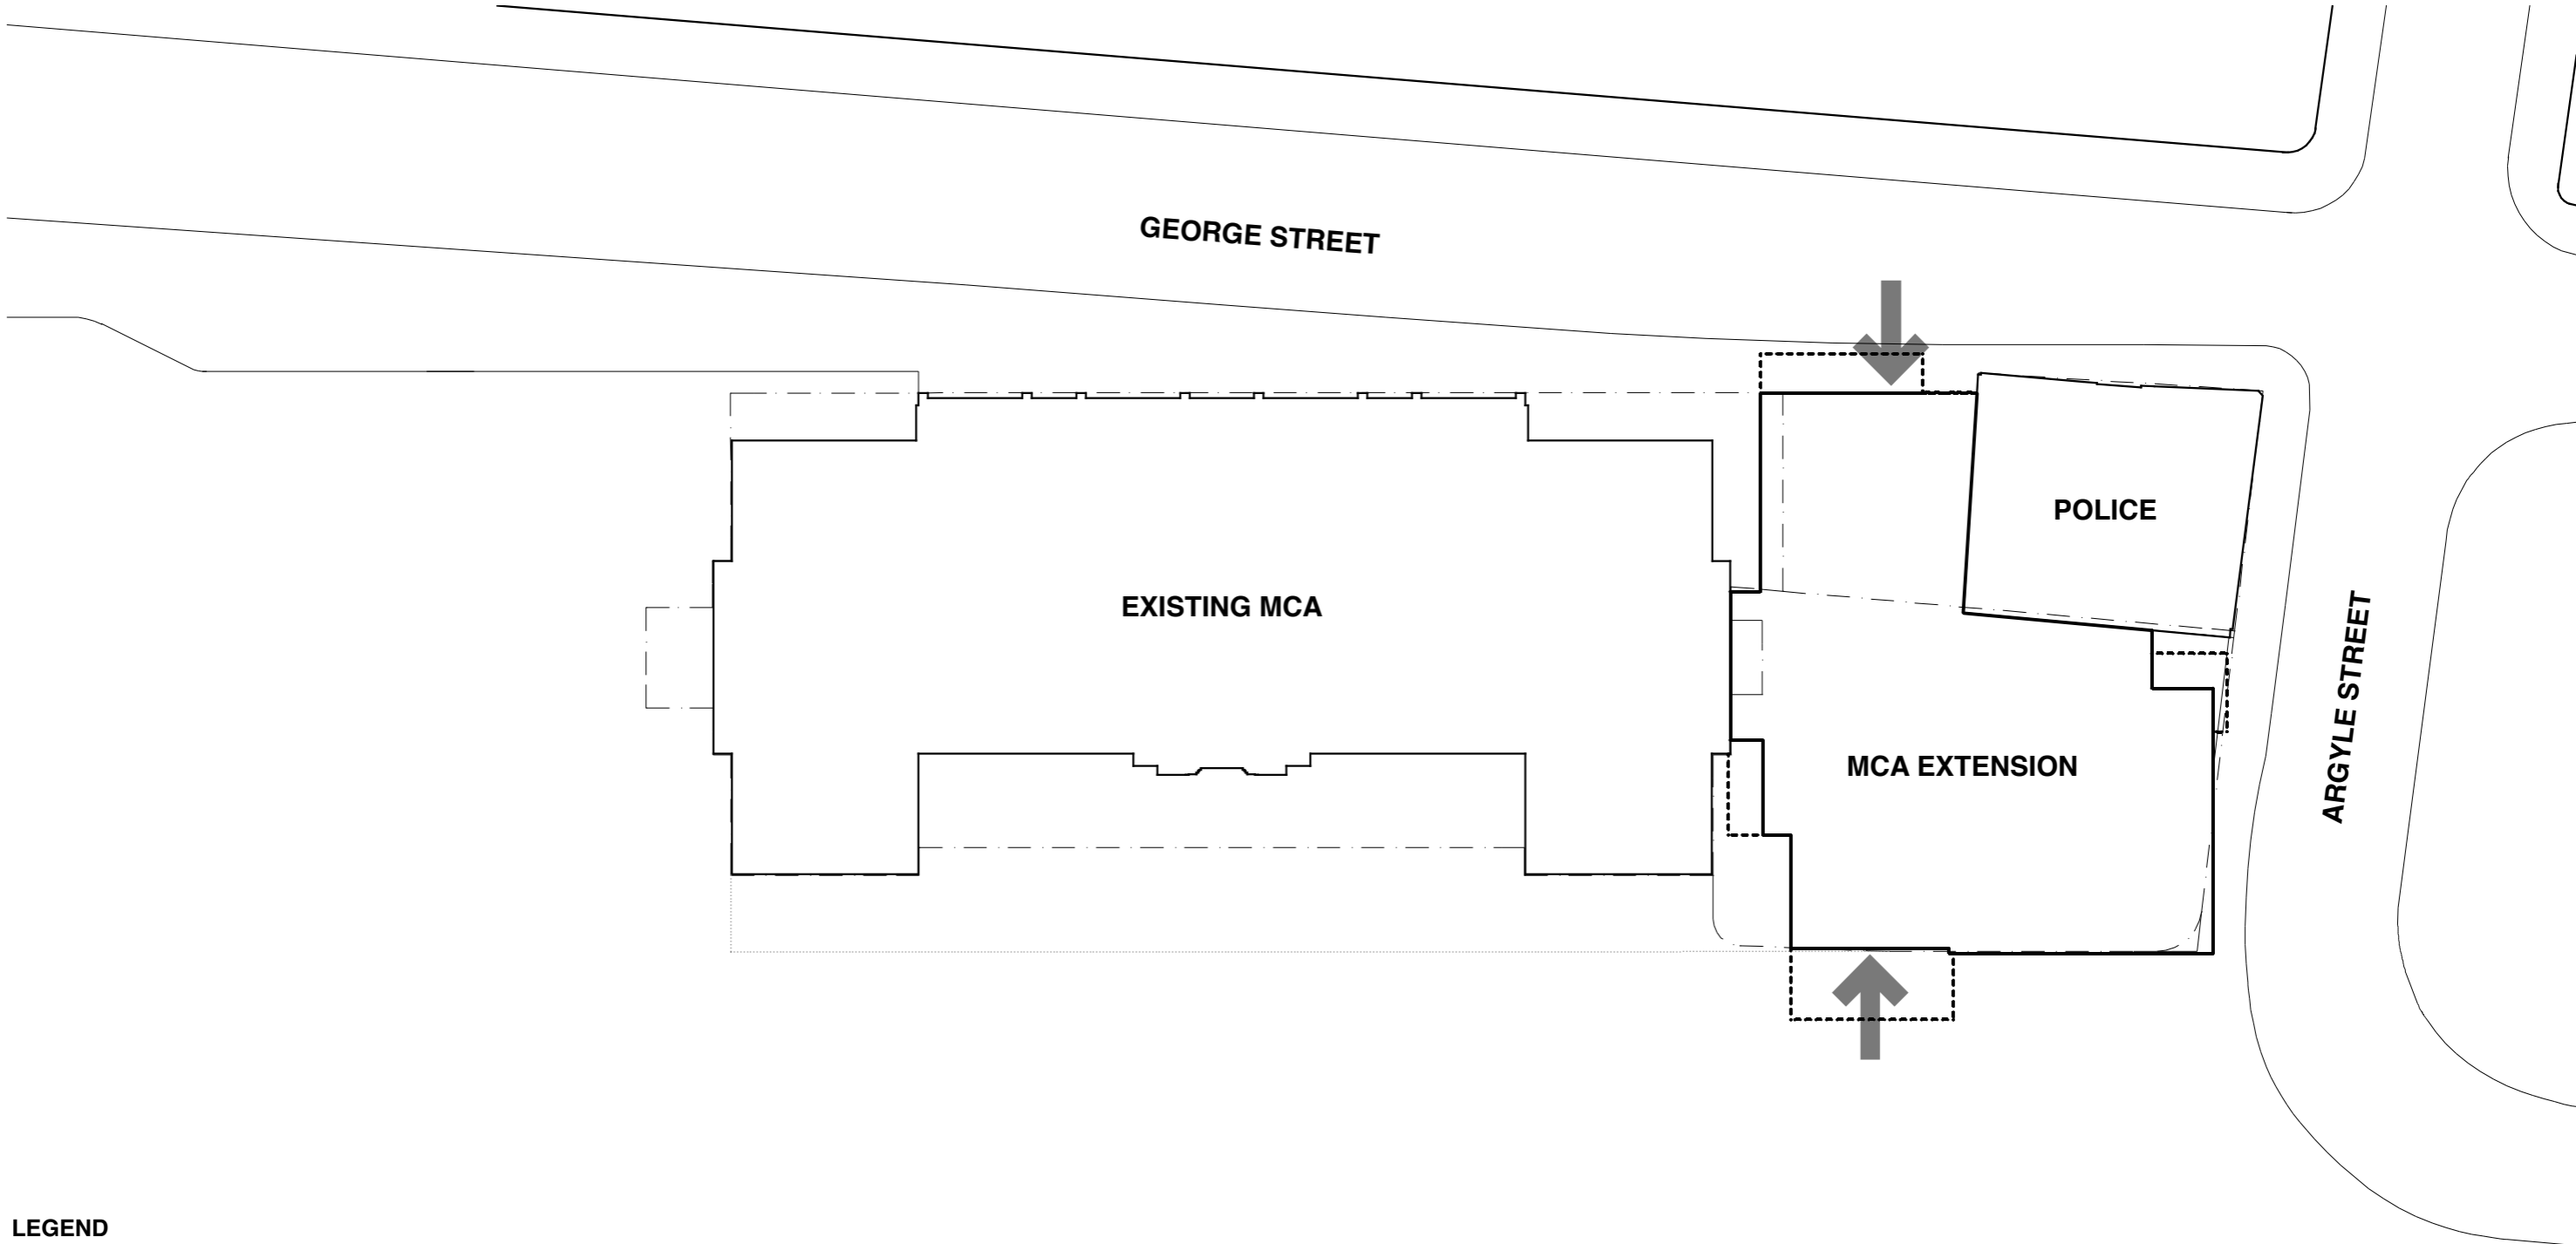 GEORGE STREET
POLICE
EXISTING MCA
ARGYLE STREET
MCA EXTENSION
LEGEND